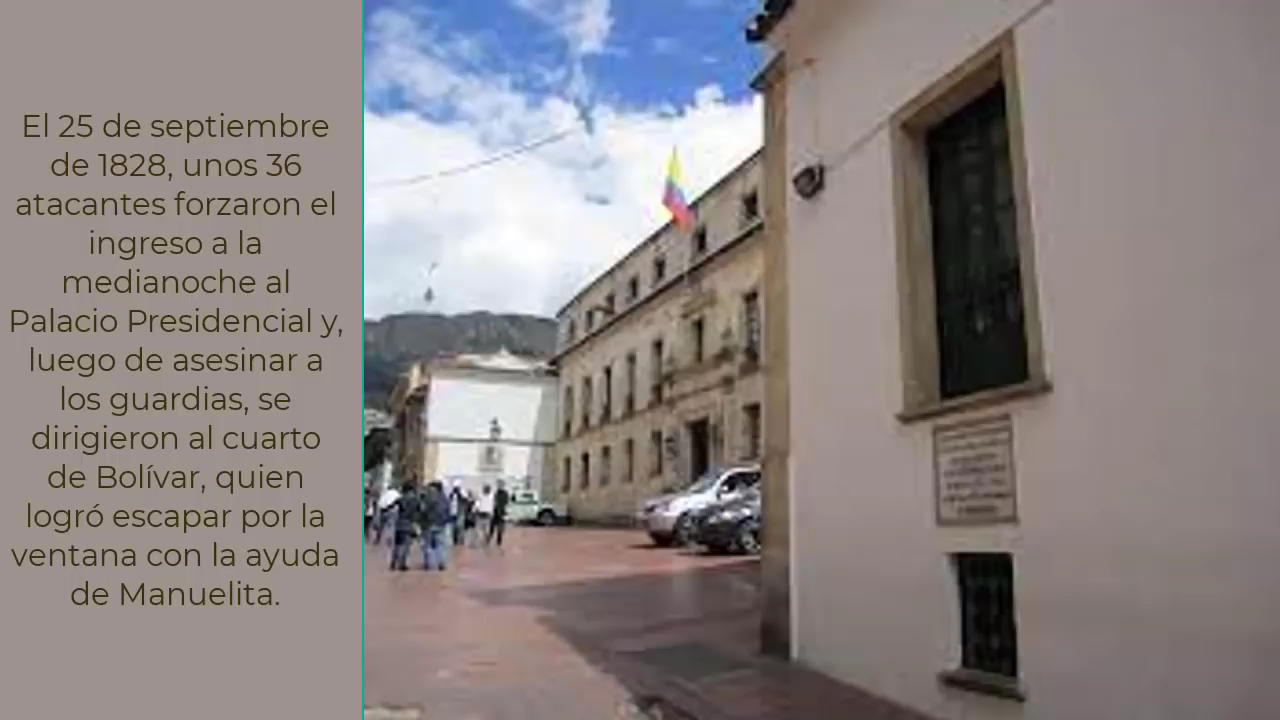 El 25 de septiembre
de 1828, unos 36
atacantes forzaron el
ingreso a la
medianoche al
Palacio Presidencial y,
luego de asesinar a
los guardias, se
dirigieron al cuarto
de Bolívar, quien
logró escapar por la
ventana con la ayuda
de Manuelita.